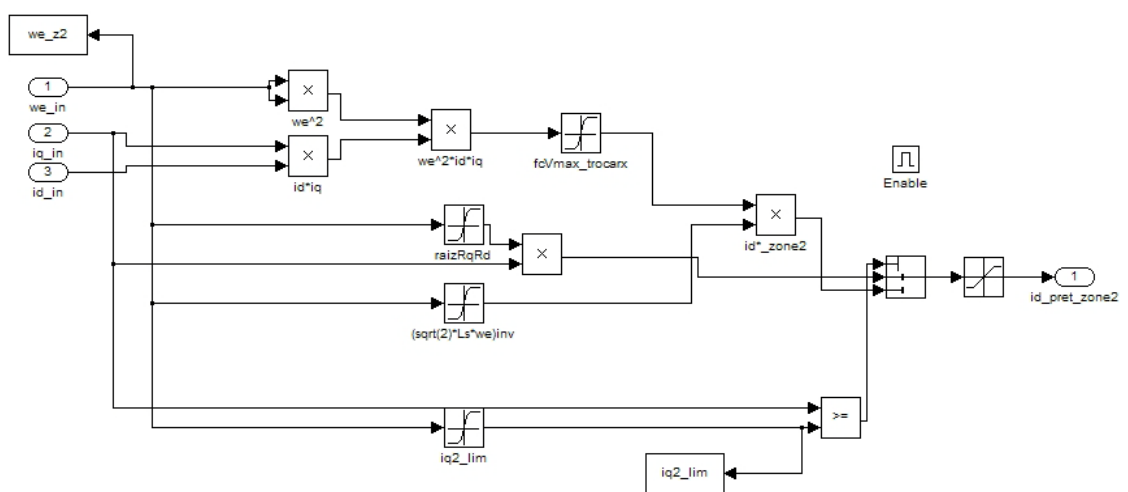 we_z2
1
we_in
we^2
2
iq_in
we^2*id*iq
fcVmax_trocarx
3
id_in
id*iq
Enable
raizRqRd
id*_zone2
1
id_pret_zone2
(sqrt(2)*Ls*we)inv
>=
iq2_lim
iq2_lim